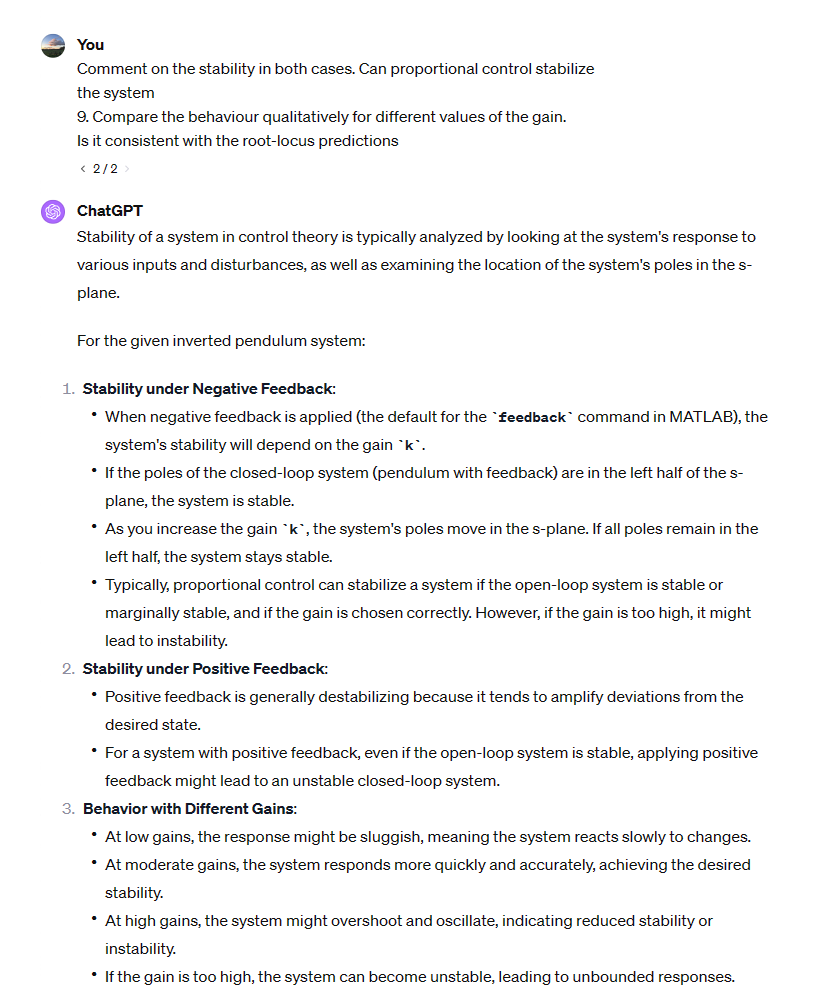 You
Comment on the stability in both cases. Can proportional control stabilize
the system
9. Compare the behaviour qualitatively for different values of the gain.
Is it consistent with the root-locus predictions
< 2 / 2 >
ChatGPT
Stability of a system in control theory is typically analyzed by looking at the system's response to
various inputs and disturbances, as well as examining the location of the system's poles in the s-
plane.
For the given inverted pendulum system:
1. Stability under Negative Feedback:
• When negative feedback is applied (the default for the `feedback` command in MATLAB), the
system's stability will depend on the gain `k`.
• If the poles of the closed-loop system (pendulum with feedback) are in the left half of the s-
plane, the system is stable.
• As you increase the gain `k`, the system's poles move in the s-plane. If all poles remain in the
left half, the system stays stable.
• Typically, proportional control can stabilize a system if the open-loop system is stable or
marginally stable, and if the gain is chosen correctly. However, if the gain is too high, it might
lead to instability.
2. Stability under Positive Feedback:
• Positive feedback is generally destabilizing because it tends to amplify deviations from the
desired state.
• For a system with positive feedback, even if the open-loop system is stable, applying positive
feedback might lead to an unstable closed-loop system.
3. Behavior with Different Gains:
• At low gains, the response might be sluggish, meaning the system reacts slowly to changes.
• At moderate gains, the system responds more quickly and accurately, achieving the desired
stability.
• At high gains, the system might overshoot and oscillate, indicating reduced stability or
instability.
• If the gain is too high, the system can become unstable, leading to unbounded responses.